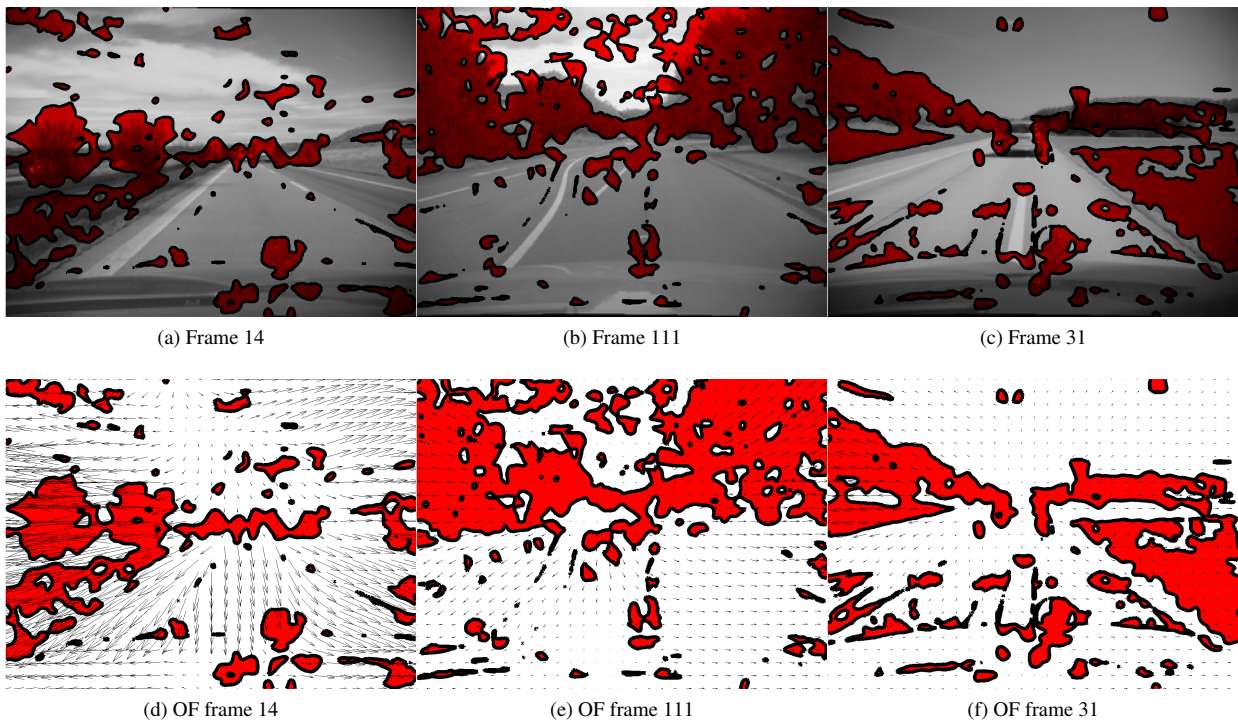 (a) Frame 14
(b) Frame 111
(c) Frame 31
(d) OF frame 14
(e) OF frame 111
(f) OF frame 31